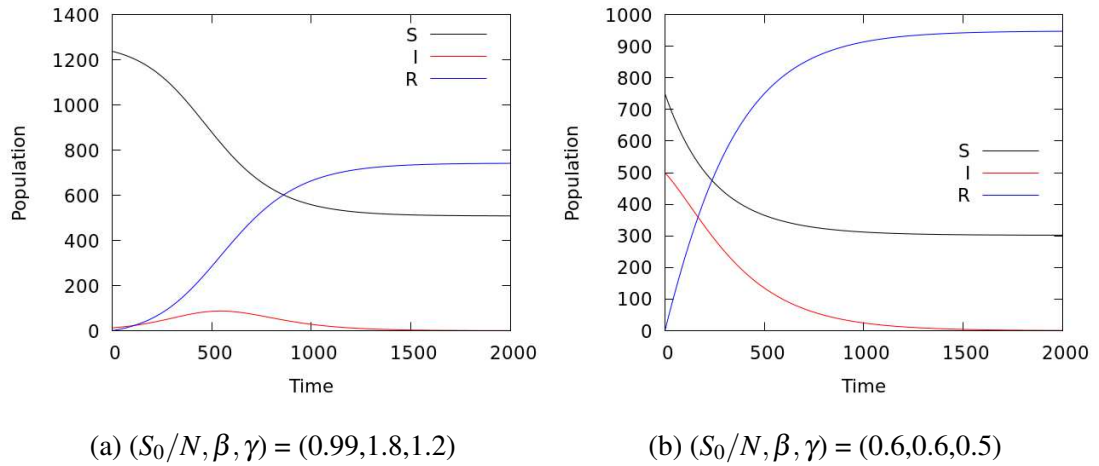 1400
1200
1000
800
600
400
200
0
0 500 1000 1500 2000
Population
Time
S
I
R
(a) (S₀/N, β, γ) = (0.99,1.8,1.2)
1000
900
800
700
600
500
400
300
200
100
0
0 500 1000 1500 2000
Population
Time
S
I
R
(b) (S₀/N, β, γ) = (0.6,0.6,0.5)